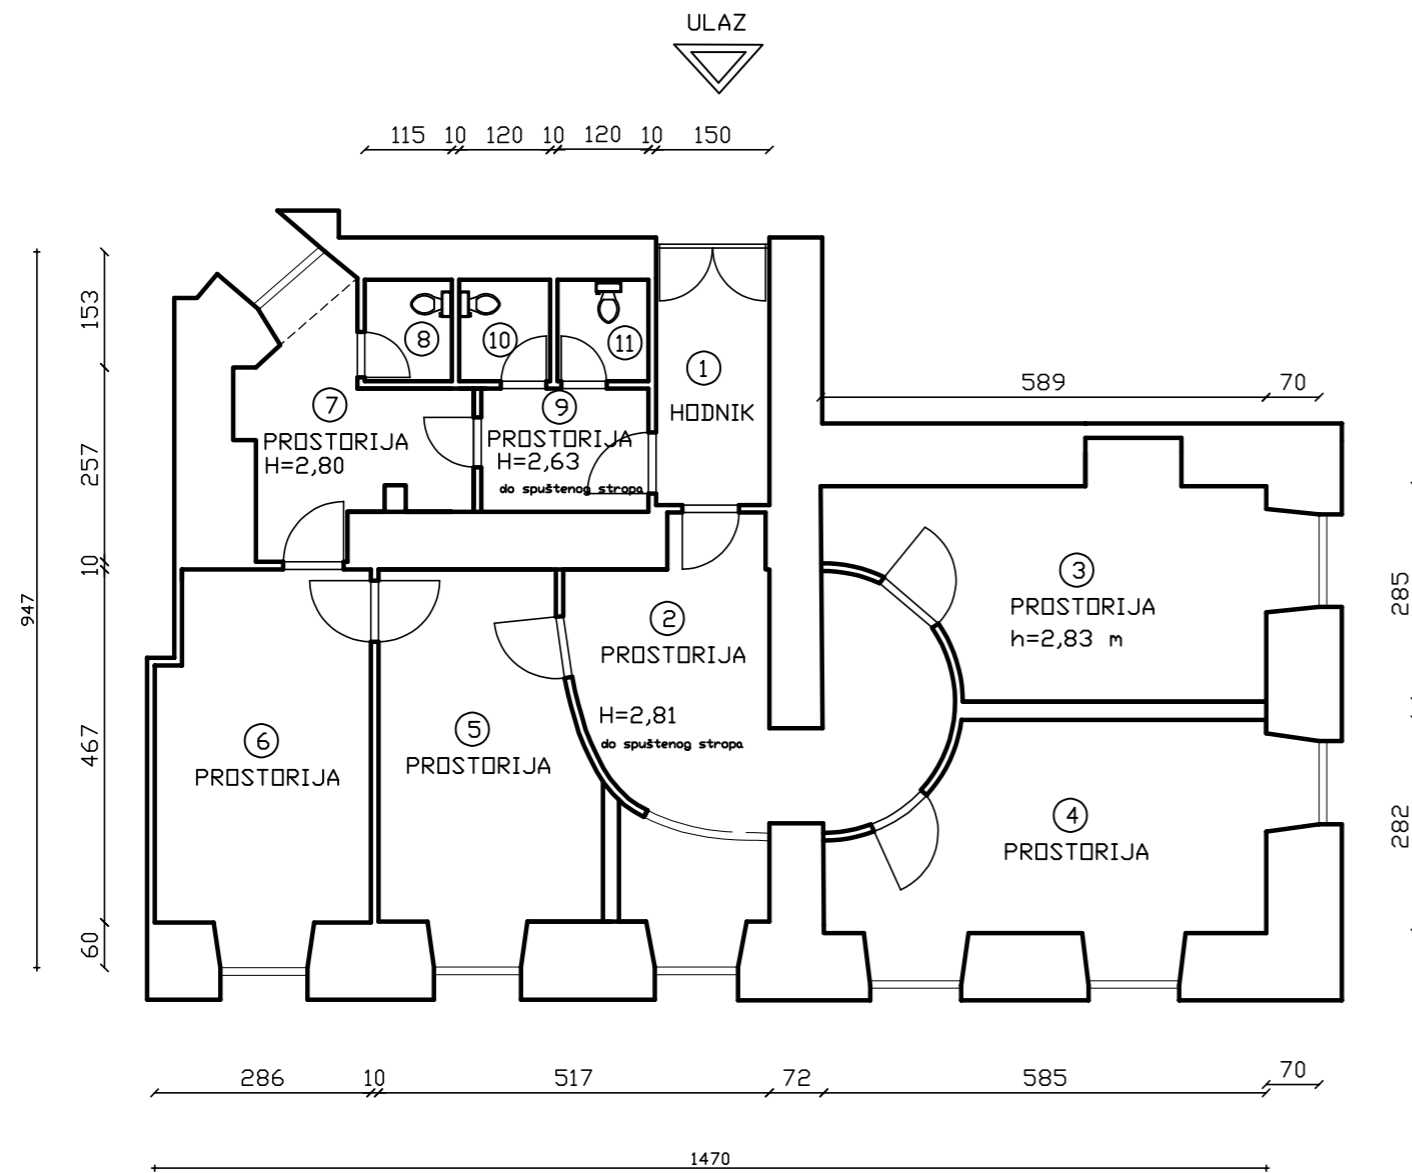 ULAZ
115 10 120 10 120 10 150
153
257
10
467
60
947
8
10
11
1
HODNIK
7
PROSTORIJA
H=2,80
9
PROSTORIJA
H=2,63
do spuštenog stropa
589 70
3
PROSTORIJA
h=2,83 m
285
2
PROSTORIJA
H=2,81
do spuštenog stropa
6
PROSTORIJA
5
PROSTORIJA
4
PROSTORIJA
282
286 10 517 72 585 70
1470